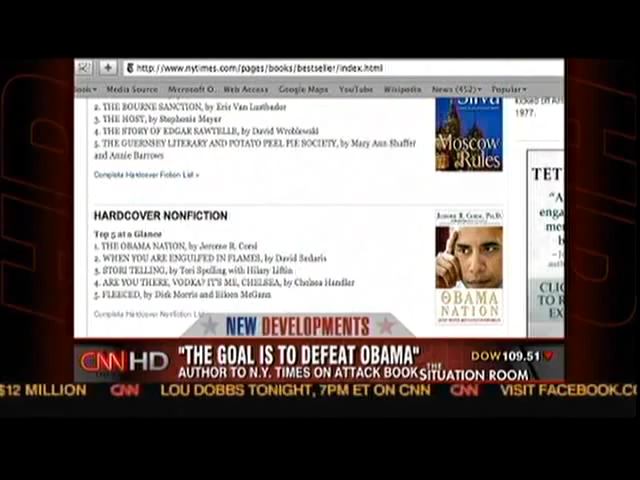 http://www.nytimes.com/pages/books/bestseller/index.html
Media Source Microsoft O.. Web Access Google Maps YouTube Wikipedia News (452) Popular
2. THE BOURNE SANCTION, by Eric Van Lustbader
3. THE HOST, by Stephenie Meyer
4. THE STORY OF EDGAR SAWTELLE, by David Wroblewski
5. THE GUERNSEY LITERARY AND POTATO PEEL PIE SOCIETY, by Mary Ann Shaffer
and Annie Barrows
Complete Hardcover Fiction List »
Silva
Moscow
Rules
1977.
HARDCOVER NONFICTION
Top 5 at a Glance
1. THE OBAMA NATION, by Jerome R. Corsi
2. WHEN YOU ARE ENGULFED IN FLAMES, by David Sedaris
3. STORI TELLING, by Tori Spelling with Hilary Liftin
4. ARE YOU THERE, VODKA? IT'S ME, CHELSEA, by Chelsea Handler
5. FLEECED, by Dick Morris and Eileen McGann
Complete Hardcover Nonfiction List
JEROME R. CORSI, PH.D.
THE
OBAMA
NATION
TET
"A
enga
mer
be
CLIC
TO R
EX
NEW DEVELOPMENTS
CNN HD
"THE GOAL IS TO DEFEAT OBAMA"
AUTHOR TO N.Y. TIMES ON ATTACK BOOK
DOW 109.51
THE SITUATION ROOM
$12 MILLION CNN LOU DOBBS TONIGHT, 7PM ET ON CNN CNN VISIT FACEBOOK.C